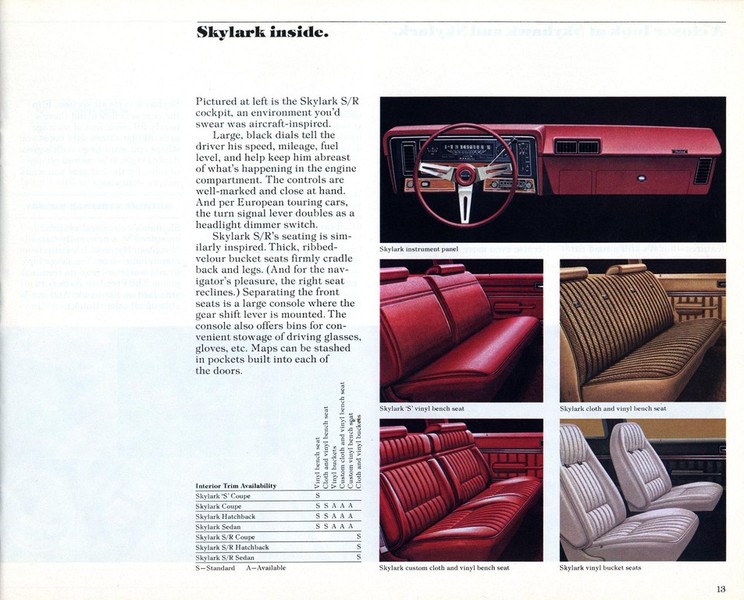 Skylark inside.
Pictured at left is the Skylark S/R
cockpit, an environment you'd
swear was aircraft-inspired.
Large, black dials tell the
driver his speed, mileage, fuel
level, and help keep him abreast
of what's happening in the engine
compartment. The controls are
well-marked and close at hand.
And per European touring cars,
the turn signal lever doubles as a
headlight dimmer switch.
Skylark S/R's seating is sim-
ilarly inspired. Thick, ribbed-
velour bucket seats firmly cradle
back and legs. (And for the nav-
igator's pleasure, the right seat
reclines.) Separating the front
seats is a large console where the
gear shift lever is mounted. The
console also offers bins for con-
venient stowage of driving glasses,
gloves, etc. Maps can be stashed
in pockets built into each of
the doors.
Skylark instrument panel
Skylark 'S' vinyl bench seat
Skylark cloth and vinyl bench seat
Skylark custom cloth and vinyl bench seat
Skylark vinyl bucket seats
Vinyl bench seat
Cloth and vinyl bench seat
Vinyl buckets
Custom cloth and vinyl bench seat
Custom vinyl bench seat
Cloth and vinyl buckets
Interior Trim Availability
Skylark 'S' Coupe S
Skylark Coupe S S A A A
Skylark Hatchback S S A A A
Skylark Sedan S S A A A
Skylark S/R Coupe S
Skylark S/R Hatchback S
Skylark S/R Sedan S
S—Standard A—Available
13